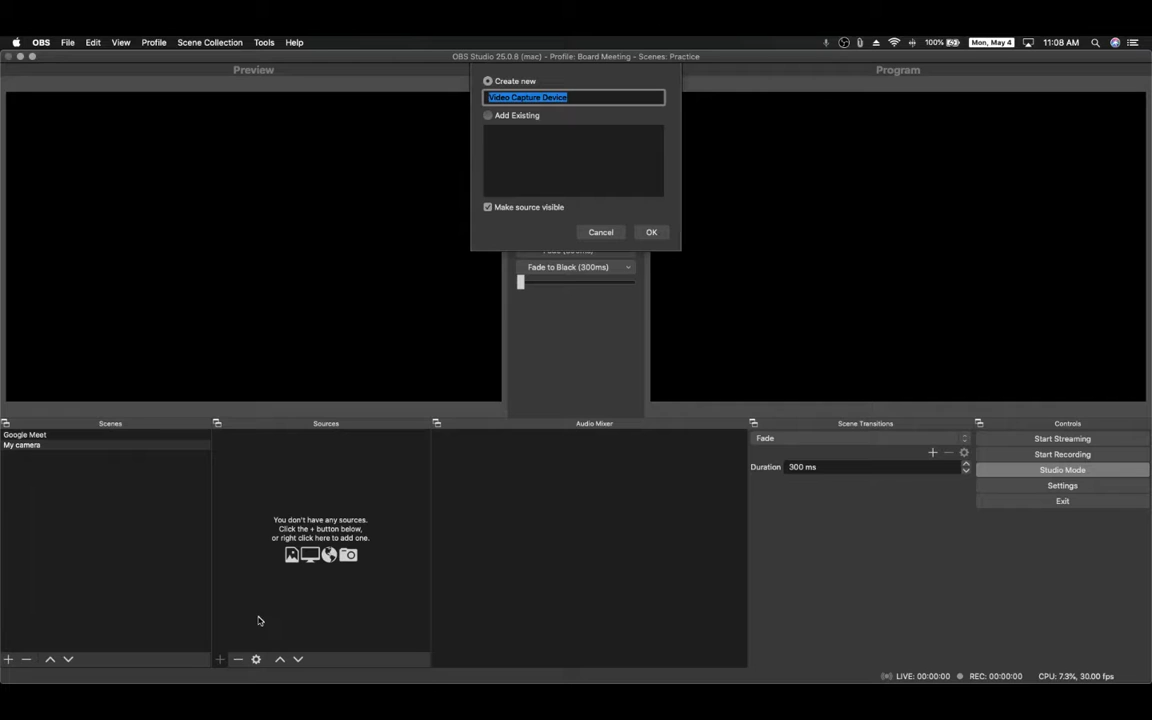 OBS File Edit View Profile Scene Collection Tools Help 100% Mon, May 4 11:08 AM
OBS Studio 25.0.8 (mac) - Profile: Board Meeting - Scenes: Practice
Preview
Program
Create new
Video Capture Device
Add Existing
Make source visible
Cancel OK
Fade to Black (300ms)
Scenes
Google Meet
My camera
Sources
You don't have any sources.
Click the + button below,
or right click here to add one.
Audio Mixer
Scene Transitions
Fade
Duration 300 ms
Controls
Start Streaming
Start Recording
Studio Mode
Settings
Exit
LIVE: 00:00:00 REC: 00:00:00 CPU: 7.3%, 30.00 fps